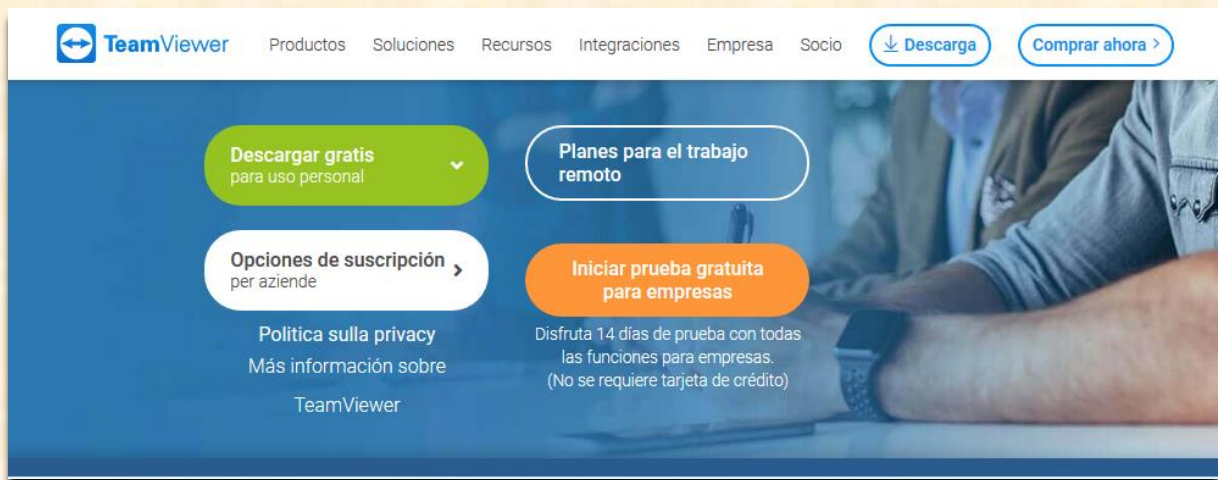 TeamViewer Productos Soluciones Recursos Integraciones Empresa Socio Descarga Comprar ahora >
Descargar gratis
para uso personal
Planes para el trabajo
remoto
Opciones de suscripción
per aziende
Iniciar prueba gratuita
para empresas
Politica sulla privacy
Más información sobre
TeamViewer
Disfruta 14 días de prueba con todas
las funciones para empresas.
(No se requiere tarjeta de crédito)